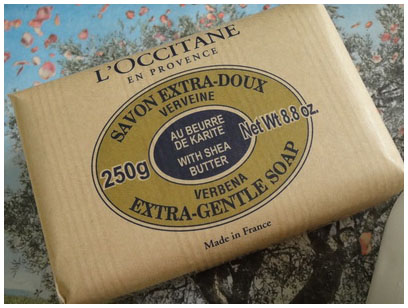 L'OCCITANE
EN PROVENCE
SAVON EXTRA-DOUX
VERVEINE
AU BEURRE
DE KARITE
WITH SHEA
BUTTER
250g
Net Wt 8.8 oz.
VERBENA
EXTRA-GENTLE SOAP
Made in France